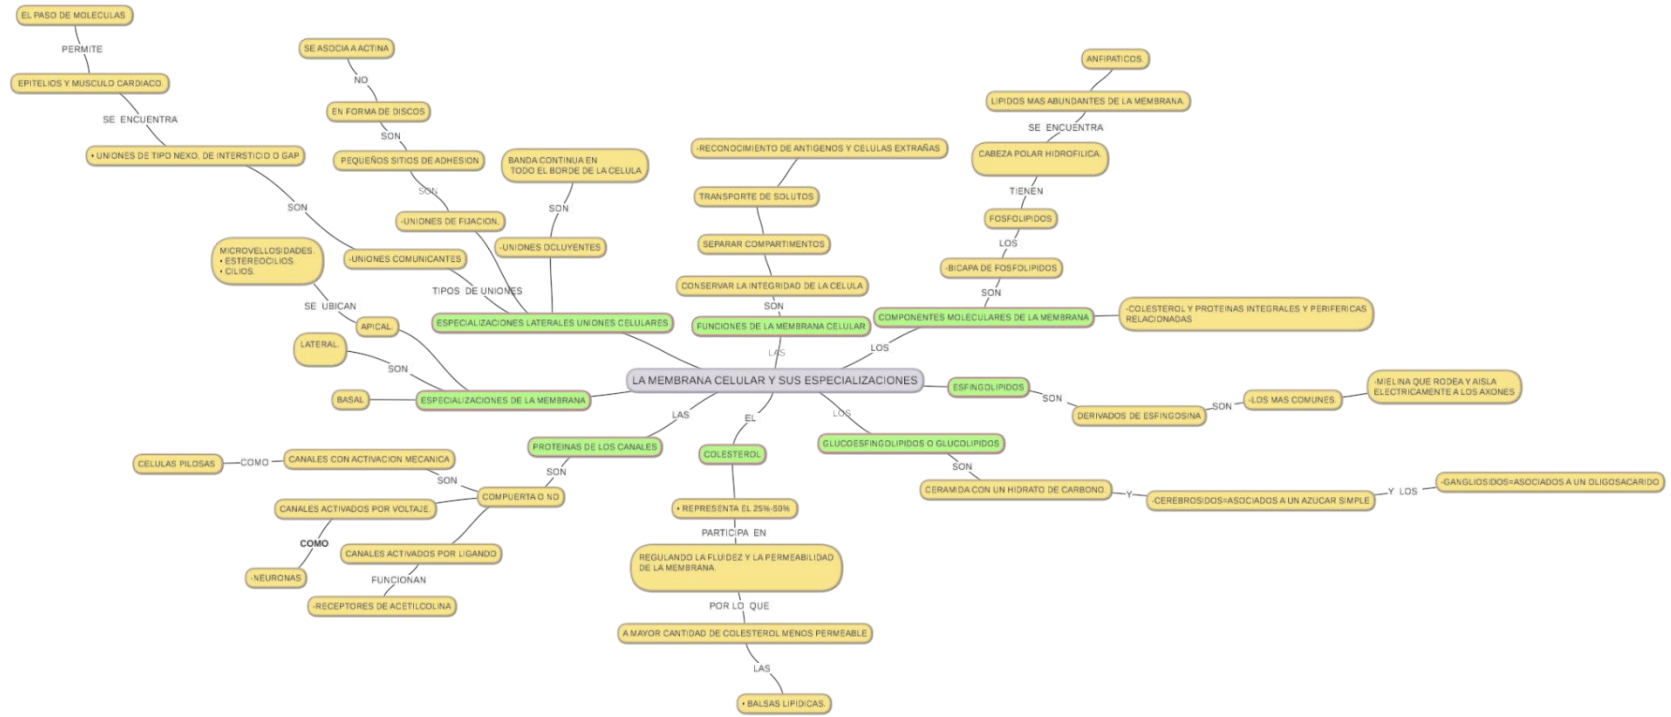 EL PASO DE MOLECULAS
PERMITE
EPITELIOS Y MUSCULO CARDIACO.
SE ENCUENTRA
• UNIONES DE TIPO NEXO, DE INTERSTICIO O GAP
SON
-UNIONES COMUNICANTES
TIPOS DE UNIONES
SE ASOCIA A ACTINA
NO
EN FORMA DE DISCOS
SON
PEQUEÑOS SITIOS DE ADHESION
SON
-UNIONES DE FIJACION,
BANDA CONTINUA EN
TODO EL BORDE DE LA CELULA
SON
-UNIONES OCLUYENTES
ESPECIALIZACIONES LATERALES UNIONES CELULARES
-RECONOCIMIENTO DE ANTIGENOS Y CELULAS EXTRAÑAS
TRANSPORTE DE SOLUTOS
SEPARAR COMPARTIMENTOS
CONSERVAR LA INTEGRIDAD DE LA CELULA
SON
FUNCIONES DE LA MEMBRANA CELULAR
LAS
ANFIPATICOS.
LIPIDOS MAS ABUNDANTES DE LA MEMBRANA.
SE ENCUENTRA
CABEZA POLAR HIDROFILICA.
TIENEN
FOSFOLIPIDOS
LOS
-BICAPA DE FOSFOLIPIDOS
SON
COMPONENTES MOLECULARES DE LA MEMBRANA
-COLESTEROL Y PROTEINAS INTEGRALES Y PERIFERICAS
RELACIONADAS
LOS
MICROVELLOSIDADES.
• ESTEREOCILIOS.
• CILIOS.
SE UBICAN
APICAL.
LATERAL.
SON
BASAL
ESPECIALIZACIONES DE LA MEMBRANA
LA MEMBRANA CELULAR Y SUS ESPECIALIZACIONES
ESFINGOLIPIDOS
SON
DERIVADOS DE ESFINGOSINA
SON
-LOS MAS COMUNES.
-MIELINA QUE RODEA Y AISLA
ELECTRICAMENTE A LOS AXONES
LAS
PROTEINAS DE LOS CANALES
SON
COMPUERTA O NO
SON
CANALES CON ACTIVACION MECANICA
COMO
CELULAS PILOSAS
CANALES ACTIVADOS POR VOLTAJE.
COMO
-NEURONAS
CANALES ACTIVADOS POR LIGANDO
FUNCIONAN
-RECEPTORES DE ACETILCOLINA
EL
COLESTEROL
• REPRESENTA EL 25%-50%
PARTICIPA EN
REGULANDO LA FLUIDEZ Y LA PERMEABILIDAD
DE LA MEMBRANA.
POR LO QUE
A MAYOR CANTIDAD DE COLESTEROL MENOS PERMEABLE
LAS
• BALSAS LIPIDICAS.
LOS
GLUCOESFINGOLIPIDOS O GLUCOLIPIDOS
SON
CERAMIDA CON UN HIDRATO DE CARBONO.
Y
-CEREBROSIDOS=ASOCIADOS A UN AZUCAR SIMPLE
Y LOS
-GANGLIOSIDOS=ASOCIADOS A UN OLIGOSACARIDO